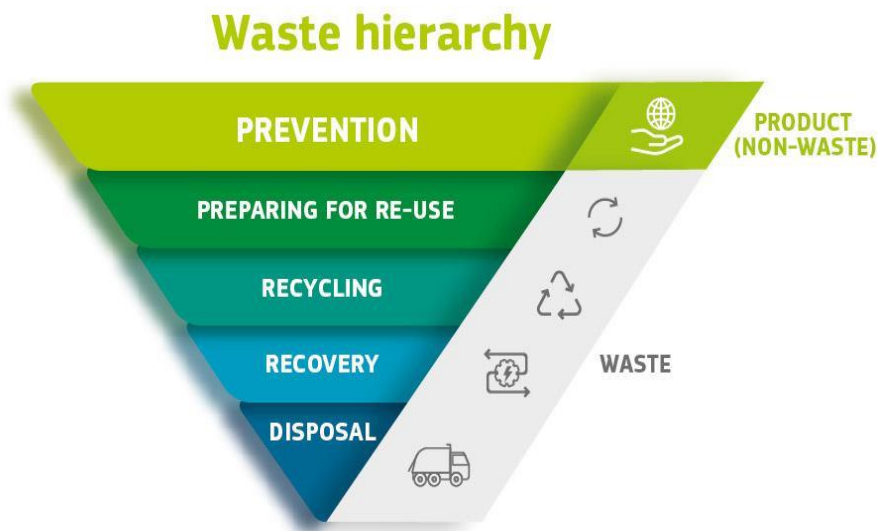 Waste hierarchy
PREVENTION
PRODUCT
(NON-WASTE)
PREPARING FOR RE-USE
RECYCLING
RECOVERY
WASTE
DISPOSAL